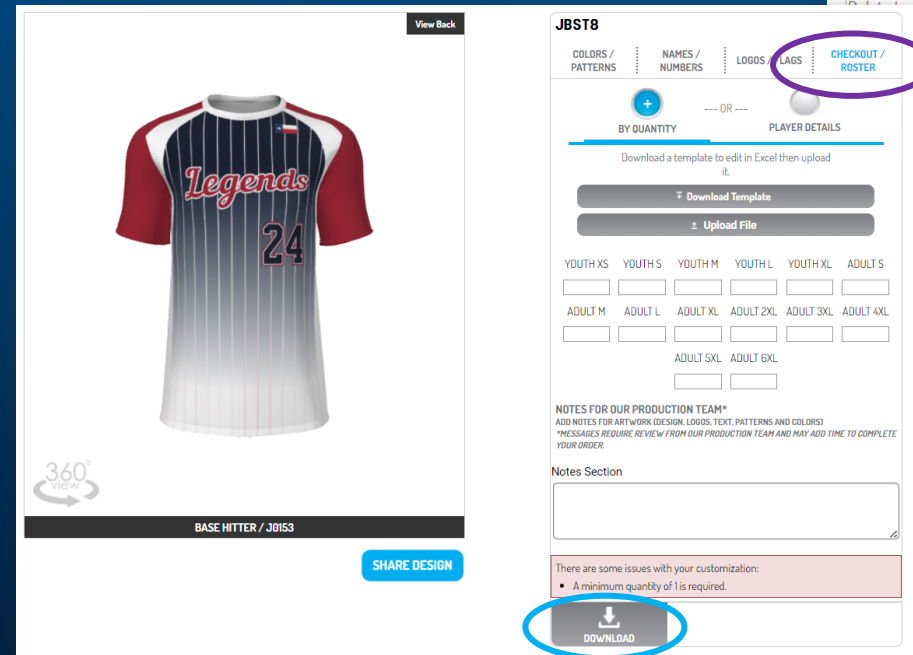 View Back
Legends
24
360°
view
BASE HITTER / J0153
SHARE DESIGN
JBST8
COLORS /
PATTERNS
NAMES /
NUMBERS
LOGOS / FLAGS
CHECKOUT /
ROSTER
+
--- OR ---
BY QUANTITY
PLAYER DETAILS
Download a template to edit in Excel then upload
it.
Download Template
Upload File
YOUTH XS YOUTH S YOUTH M YOUTH L YOUTH XL ADULT S
ADULT M ADULT L ADULT XL ADULT 2XL ADULT 3XL ADULT 4XL
ADULT 5XL ADULT 6XL
NOTES FOR OUR PRODUCTION TEAM*
ADD NOTES FOR ARTWORK (DESIGN, LOGOS, TEXT, PATTERNS AND COLORS)
*MESSAGES REQUIRE REVIEW FROM OUR PRODUCTION TEAM AND MAY ADD TIME TO COMPLETE
YOUR ORDER.
Notes Section
There are some issues with your customization:
• A minimum quantity of 1 is required.
DOWNLOAD